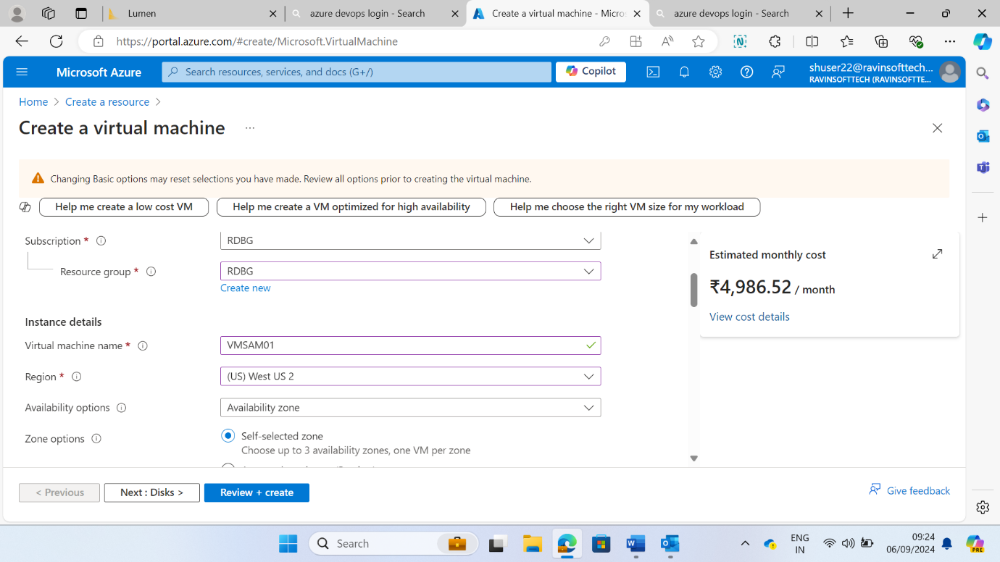 Lumen
azure devops login - Search
Create a virtual machine - Micros
azure devops login - Search
https://portal.azure.com/#create/Microsoft.VirtualMachine
Microsoft Azure
Search resources, services, and docs (G+/)
Copilot
shuser22@ravinsofttech...
RAVINSOFTTECH (RAVINSOFTTE...
Home > Create a resource >
Create a virtual machine ...
Changing Basic options may reset selections you have made. Review all options prior to creating the virtual machine.
Help me create a low cost VM
Help me create a VM optimized for high availability
Help me choose the right VM size for my workload
Subscription *
RDBG
Resource group *
RDBG
Create new
Instance details
Virtual machine name *
VMSAM01
Region *
(US) West US 2
Availability options
Availability zone
Zone options
Self-selected zone
Choose up to 3 availability zones, one VM per zone
Estimated monthly cost
₹4,986.52 / month
View cost details
< Previous
Next : Disks >
Review + create
Give feedback
Search
ENG
IN
09:24
06/09/2024
PRE